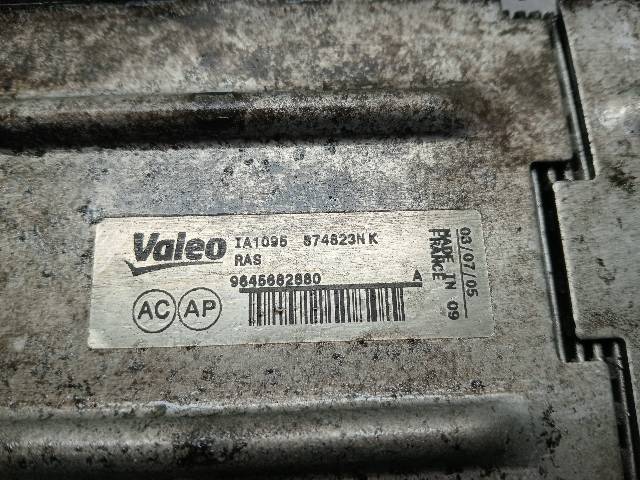 Valeo IA1095 874823NK
RAS
9645682880 A
AC AP
MADE IN
FRANCE 09
03/07/05